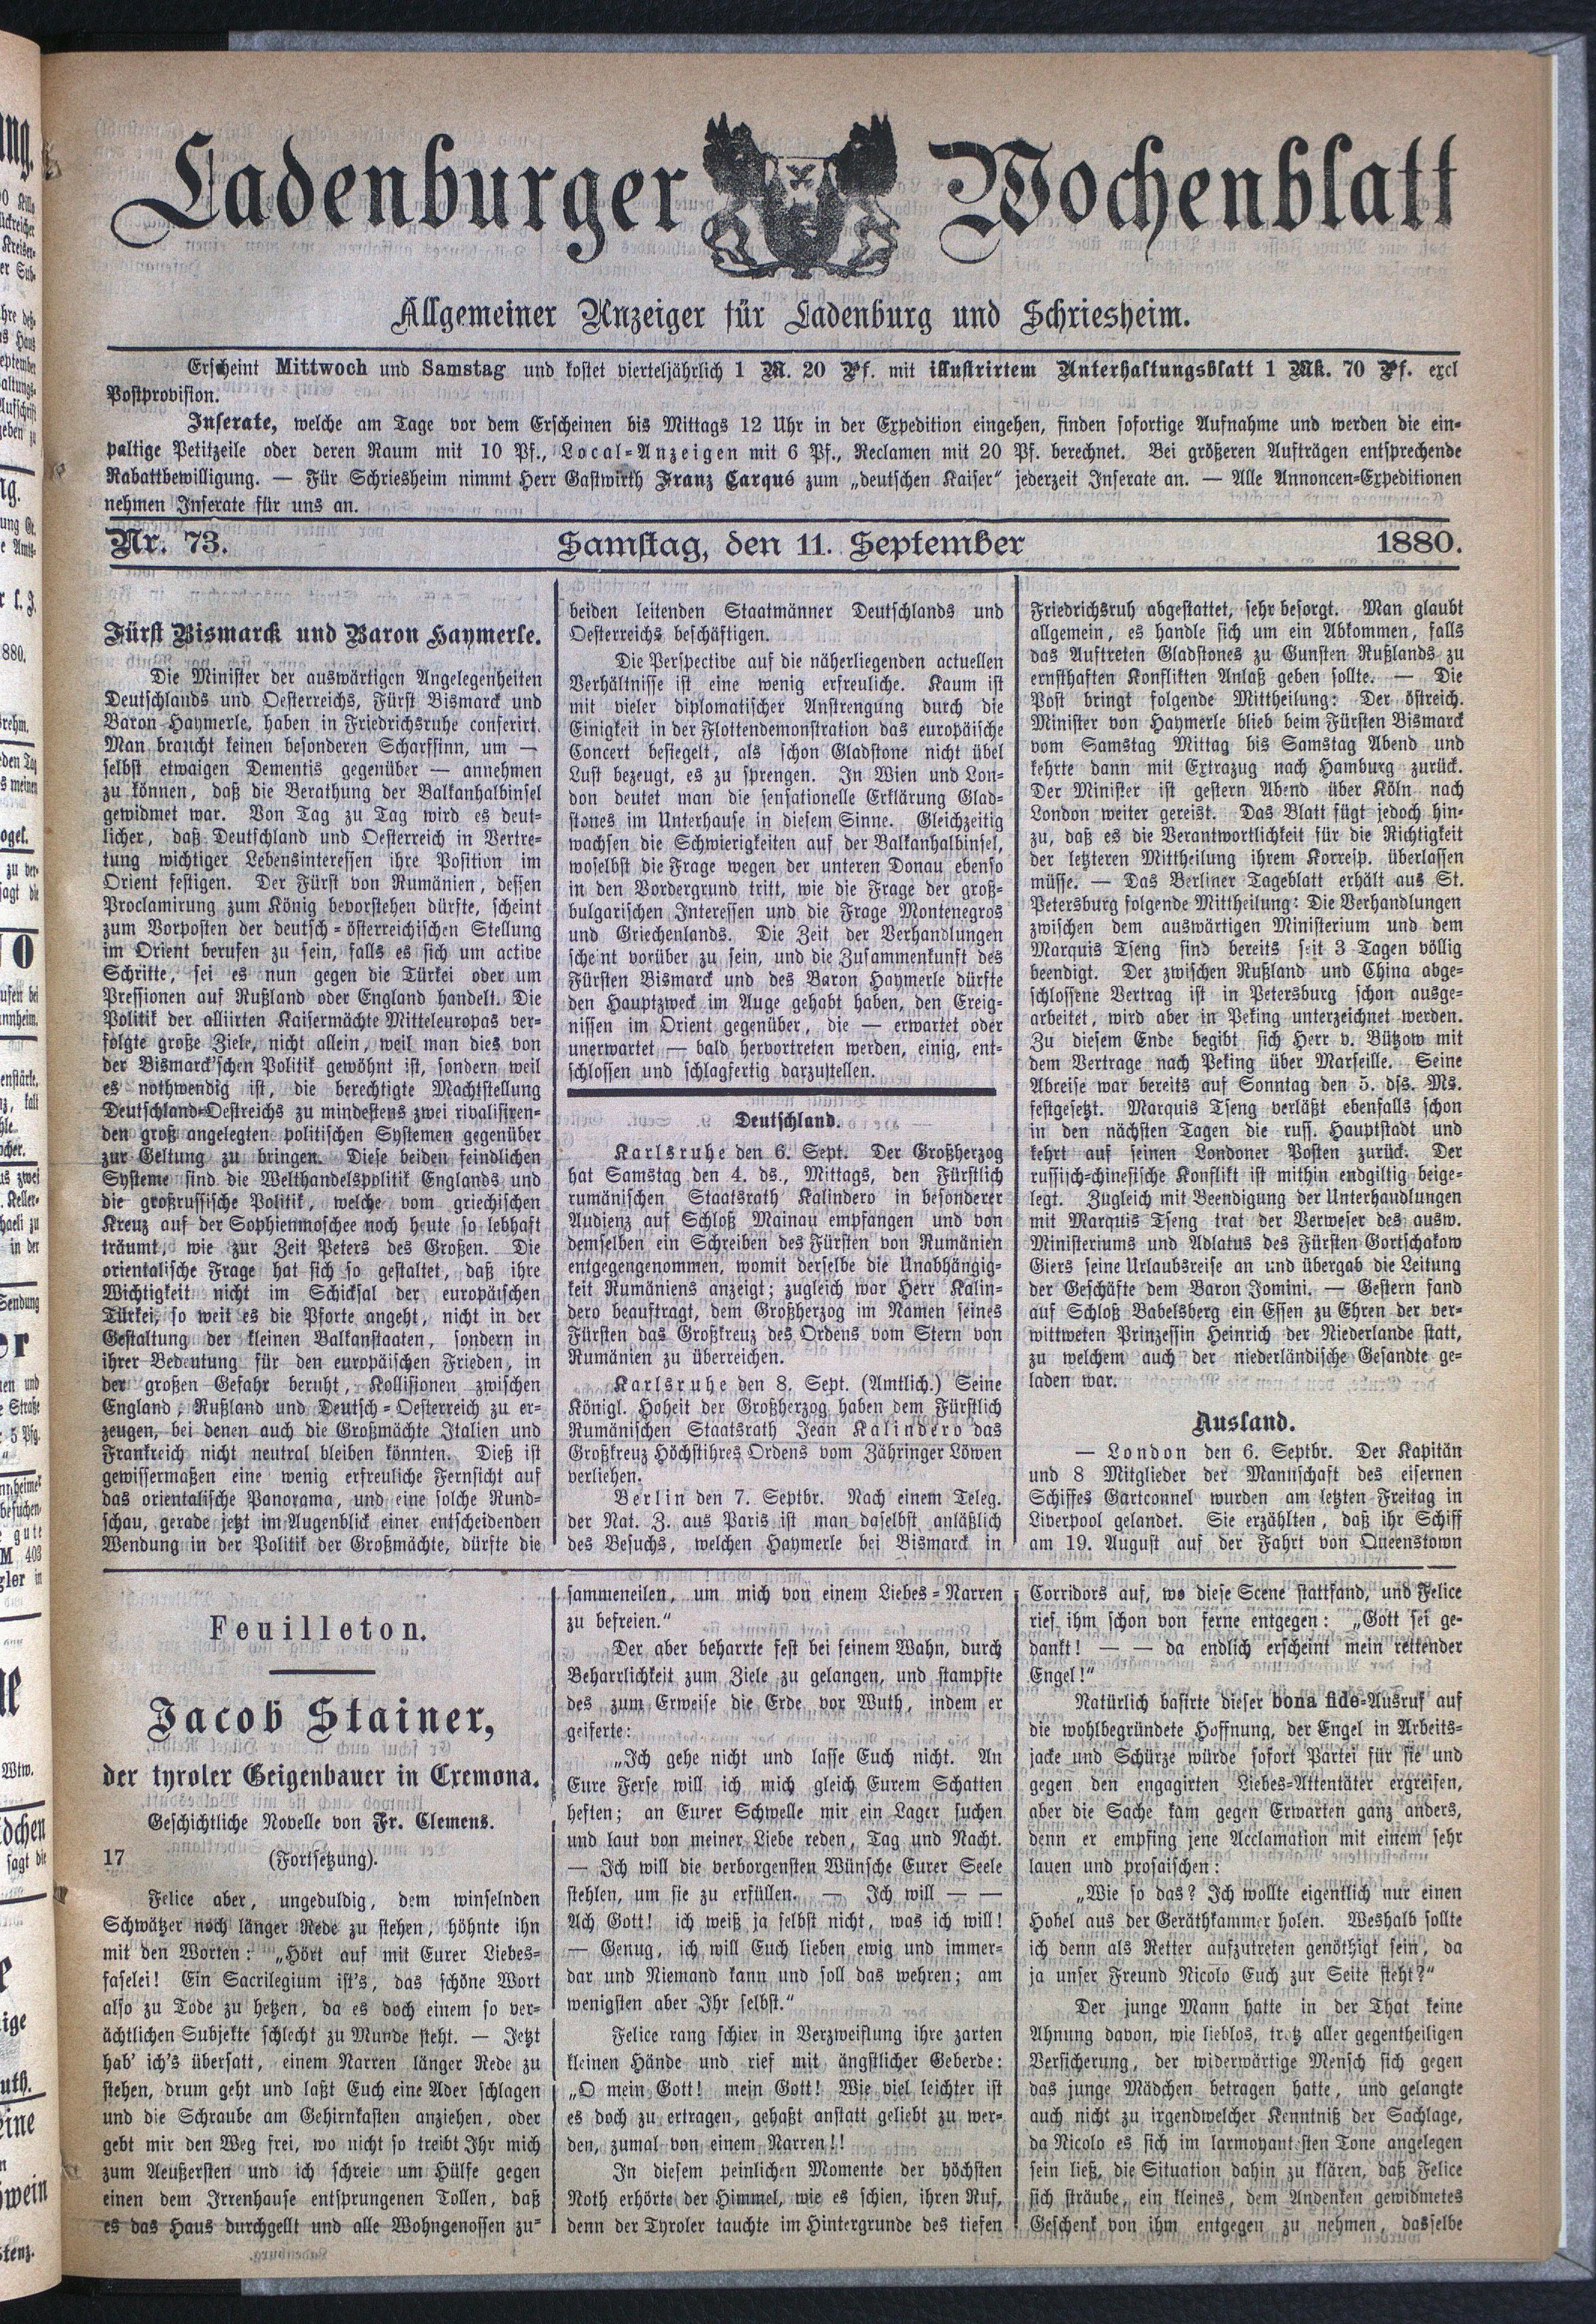 Ladenburger Wochenblatt
Allgemeiner Anzeiger für Ladenburg und Schriesheim.
Erscheint Mittwoch und Samstag und kostet vierteljährlich 1 M. 20 Pf. mit illustrirtem Unterhaltungsblatt 1 Mk. 70 Pf. excl
Postprovision.
Inserate, welche am Tage vor dem Erscheinen bis Mittags 12 Uhr in der Expedition eingehen, finden sofortige Aufnahme und werden die ein-
paltige Petitzeile oder deren Raum mit 10 Pf., Local-Anzeigen mit 6 Pf., Reclamen mit 20 Pf. berechnet. Bei größeren Aufträgen entsprechende
Rabattbewilligung. — Für Schriesheim nimmt Herr Gastwirth Franz Carqué zum „deutschen Kaiser“ jederzeit Inserate an. — Alle Annoncen-Expeditionen
nehmen Inserate für uns an.
Nr. 73. Samstag, den 11. September 1880.
Fürst Bismarck und Baron Haymerle.
Die Minister der auswärtigen Angelegenheiten
Deutschlands und Oesterreichs, Fürst Bismarck und
Baron Haymerle, haben in Friedrichsruhe conferirt.
Man braucht keinen besonderen Scharfsinn, um —
selbst etwaigen Dementis gegenüber — annehmen
zu können, daß die Berathung der Balkanhalbinsel
gewidmet war. Von Tag zu Tag wird es deut-
licher, daß Deutschland und Oesterreich in Vertre-
tung wichtiger Lebensinteressen ihre Position im
Orient festigen. Der Fürst von Rumänien, dessen
Proclamirung zum König bevorstehen dürfte, scheint
zum Vorposten der deutsch-österreichischen Stellung
im Orient berufen zu sein, falls es sich um active
Schritte, sei es nun gegen die Türkei oder um
Pressionen auf Rußland oder England handelt. Die
Politik der alliirten Kaisermächte Mitteleuropas ver-
folgte große Ziele, nicht allein, weil man dies von
der Bismarck'schen Politik gewöhnt ist, sondern weil
es nothwendig ist, die berechtigte Machtstellung
Deutschland-Oestreichs zu mindestens zwei rivalisiren-
den groß angelegten politischen Systemen gegenüber
zur Geltung zu bringen. Diese beiden feindlichen
Systeme sind die Welthandelspolitik Englands und
die großrussische Politik, welche vom griechischen
Kreuz auf der Sophienmoschee noch heute so lebhaft
träumt, wie zur Zeit Peters des Großen. Die
orientalische Frage hat sich so gestaltet, daß ihre
Wichtigkeit nicht im Schicksal der europäischen
Türkei, so weit es die Pforte angeht, nicht in der
Gestaltung der kleinen Balkanstaaten, sondern in
ihrer Bedeutung für den europäischen Frieden, in
der großen Gefahr beruht, Kollisionen zwischen
England, Rußland und Deutsch-Oesterreich zu er-
zeugen, bei denen auch die Großmächte Italien und
Frankreich nicht neutral bleiben könnten. Dieß ist
gewissermaßen eine wenig erfreuliche Fernsicht auf
das orientalische Panorama, und eine solche Rund-
schau, gerade jetzt im Augenblick einer entscheidenden
Wendung in der Politik der Großmächte, dürfte die
beiden leitenden Staatmänner Deutschlands und
Oesterreichs beschäftigen.
Die Perspective auf die näherliegenden actuellen
Verhältnisse ist eine wenig erfreuliche. Kaum ist
mit vieler diplomatischer Anstrengung durch die
Einigkeit in der Flottendemonstration das europäische
Concert besiegelt, als schon Gladstone nicht übel
Lust bezeugt, es zu sprengen. In Wien und Lon-
don deutet man die sensationelle Erklärung Glad-
stones im Unterhause in diesem Sinne. Gleichzeitig
wachsen die Schwierigkeiten auf der Balkanhalbinsel,
woselbst die Frage wegen der unteren Donau ebenso
in den Vordergrund tritt, wie die Frage der groß-
bulgarischen Interessen und die Frage Montenegros
und Griechenlands. Die Zeit der Verhandlungen
scheint vorüber zu sein, und die Zusammenkunft des
Fürsten Bismarck und des Baron Haymerle dürfte
den Hauptzweck im Auge gehabt haben, den Ereig-
nissen im Orient gegenüber, die — erwartet oder
unerwartet — bald hervortreten werden, einig, ent-
schlossen und schlagfertig darzustellen.
Deutschland.
Karlsruhe den 6. Sept. Der Großherzog
hat Samstag den 4. ds., Mittags, den Fürstlich
rumänischen Staatsrath Kalindero in besonderer
Audienz auf Schloß Mainau empfangen und von
demselben ein Schreiben des Fürsten von Rumänien
entgegengenommen, womit derselbe die Unabhängig-
keit Rumäniens anzeigt; zugleich war Herr Kalin-
dero beauftragt, dem Großherzog im Namen seines
Fürsten das Großkreuz des Ordens vom Stern von
Rumänien zu überreichen.
Karlsruhe den 8. Sept. (Amtlich.) Seine
Königl. Hoheit der Großherzog haben dem Fürstlich
Rumänischen Staatsrath Jean Kalindero das
Großkreuz Höchstihres Ordens vom Zähringer Löwen
verliehen.
Berlin den 7. Septbr. Nach einem Teleg.
der Nat. Z. aus Paris ist man daselbst anläßlich
des Besuchs, welchen Haymerle bei Bismarck in
Friedrichsruh abgestattet, sehr besorgt. Man glaubt
allgemein, es handle sich um ein Abkommen, falls
das Auftreten Gladstones zu Gunsten Rußlands zu
ernsthaften Konflikten Anlaß geben sollte. — Die
Post bringt folgende Mittheilung: Der östreich.
Minister von Haymerle blieb beim Fürsten Bismarck
vom Samstag Mittag bis Samstag Abend und
kehrte dann mit Extrazug nach Hamburg zurück.
Der Minister ist gestern Abend über Köln nach
London weiter gereist. Das Blatt fügt jedoch hin-
zu, daß es die Verantwortlichkeit für die Richtigkeit
der letzteren Mittheilung ihrem Korresp. überlassen
müsse. — Das Berliner Tageblatt erhält aus St.
Petersburg folgende Mittheilung: Die Verhandlungen
zwischen dem auswärtigen Ministerium und dem
Marquis Tseng sind bereits seit 3 Tagen völlig
beendigt. Der zwischen Rußland und China abge-
schlossene Vertrag ist in Petersburg schon ausge-
arbeitet, wird aber in Peking unterzeichnet werden.
Zu diesem Ende begibt sich Herr v. Bützow mit
dem Vertrage nach Peking über Marseille. Seine
Abreise war bereits auf Sonntag den 5. dss. Ms.
festgesetzt. Marquis Tseng verläßt ebenfalls schon
in den nächsten Tagen die russ. Hauptstadt und
kehrt auf seinen Londoner Posten zurück. Der
russisch-chinesische Konflikt ist mithin endgiltig beige-
legt. Zugleich mit Beendigung der Unterhandlungen
mit Marquis Tseng trat der Verweser des ausw.
Ministeriums und Adlatus des Fürsten Gortschakow
Giers seine Urlaubsreise an und übergab die Leitung
der Geschäfte dem Baron Jomini. — Gestern fand
auf Schloß Babelsberg ein Essen zu Ehren der ver-
wittweten Prinzessin Heinrich der Niederlande statt,
zu welchem auch der niederländische Gesandte ge-
laden war.
Ausland.
— London den 6. Septbr. Der Kapitän
und 8 Mitglieder der Mannschaft des eisernen
Schiffes Gartconnel wurden am letzten Freitag in
Liverpool gelandet. Sie erzählten, daß ihr Schiff
am 19. August auf der Fahrt von Queenstown
Feuilleton.
Jacob Stainer,
der tyroler Geigenbauer in Cremona.
Geschichtliche Novelle von Fr. Clemens.
17 (Fortsetzung).
Felice aber, ungeduldig, dem winselnden
Schwätzer noch länger Rede zu stehen, höhnte ihn
mit den Worten: „Hört auf mit Eurer Liebes-
faselei! Ein Sacrilegium ist's, das schöne Wort
also zu Tode zu hetzen, da es doch einem so ver-
ächtlichen Subjekte schlecht zu Munde steht. — Jetzt
hab' ich's übersatt, einem Narren länger Rede zu
stehen, drum geht und laßt Euch eine Ader schlagen
und die Schraube am Gehirnkasten anziehen, oder
gebt mir den Weg frei, wo nicht so treibt Ihr mich
zum Aeußersten und ich schreie um Hülfe gegen
einen dem Irrenhause entsprungenen Tollen, daß
es das Haus durchgellt und alle Wohngenossen zu-
sammeneilen, um mich von einem Liebes-Narren
zu befreien.“
Der aber beharrte fest bei seinem Wahn, durch
Beharrlichkeit zum Ziele zu gelangen, und stampfte
des zum Erweise die Erde vor Wuth, indem er
geiferte:
„Ich gehe nicht und lasse Euch nicht. An
Eure Ferse will ich mich gleich Eurem Schatten
heften; an Eurer Schwelle mir ein Lager suchen
und laut von meiner Liebe reden, Tag und Nacht.
— Ich will die verborgensten Wünsche Eurer Seele
stehlen, um sie zu erfüllen. — Ich will — —
Ach Gott! ich weiß ja selbst nicht, was ich will!
— Genug, ich will Euch lieben ewig und immer-
dar und Niemand kann und soll das wehren; am
wenigsten aber Ihr selbst.“
Felice rang schier in Verzweiflung ihre zarten
kleinen Hände und rief mit ängstlicher Geberde:
„O mein Gott! mein Gott! Wie viel leichter ist
es doch zu ertragen, gehaßt anstatt geliebt zu wer-
den, zumal von einem Narren!!
In diesem peinlichen Momente der höchsten
Noth erhörte der Himmel, wie es schien, ihren Ruf,
denn der Tyroler tauchte im Hintergrunde des tiefen
Corridors auf, wo diese Scene stattfand, und Felice
rief ihm schon von ferne entgegen: „Gott sei ge-
dankt! — — da endlich erscheint mein rettender
Engel!“
Natürlich basirte dieser bona fide-Ausruf auf
die wohlbegründete Hoffnung, der Engel in Arbeits-
jacke und Schürze würde sofort Partei für sie und
gegen den engagirten Liebes-Attentäter ergreifen,
aber die Sache kam gegen Erwarten ganz anders,
denn er empfing jene Acclamation mit einem sehr
lauen und prosaischen:
„Wie so das? Ich wollte eigentlich nur einen
Hobel aus der Geräthkammer holen. Weshalb sollte
ich denn als Retter aufzutreten genöthigt sein, da
ja unser Freund Nicolo Euch zur Seite steht?“
Der junge Mann hatte in der That keine
Ahnung davon, wie lieblos, trotz aller gegentheiligen
Versicherung, der widerwärtige Mensch sich gegen
das junge Mädchen betragen hatte, und gelangte
auch nicht zu irgendwelcher Kenntniß der Sachlage,
da Nicolo es sich im larmoyantesten Tone angelegen
sein ließ, die Situation dahin zu klären, daß Felice
sich sträube, ein kleines, dem Andenken gewidmetes
Geschenk von ihm entgegen zu nehmen, dasselbe